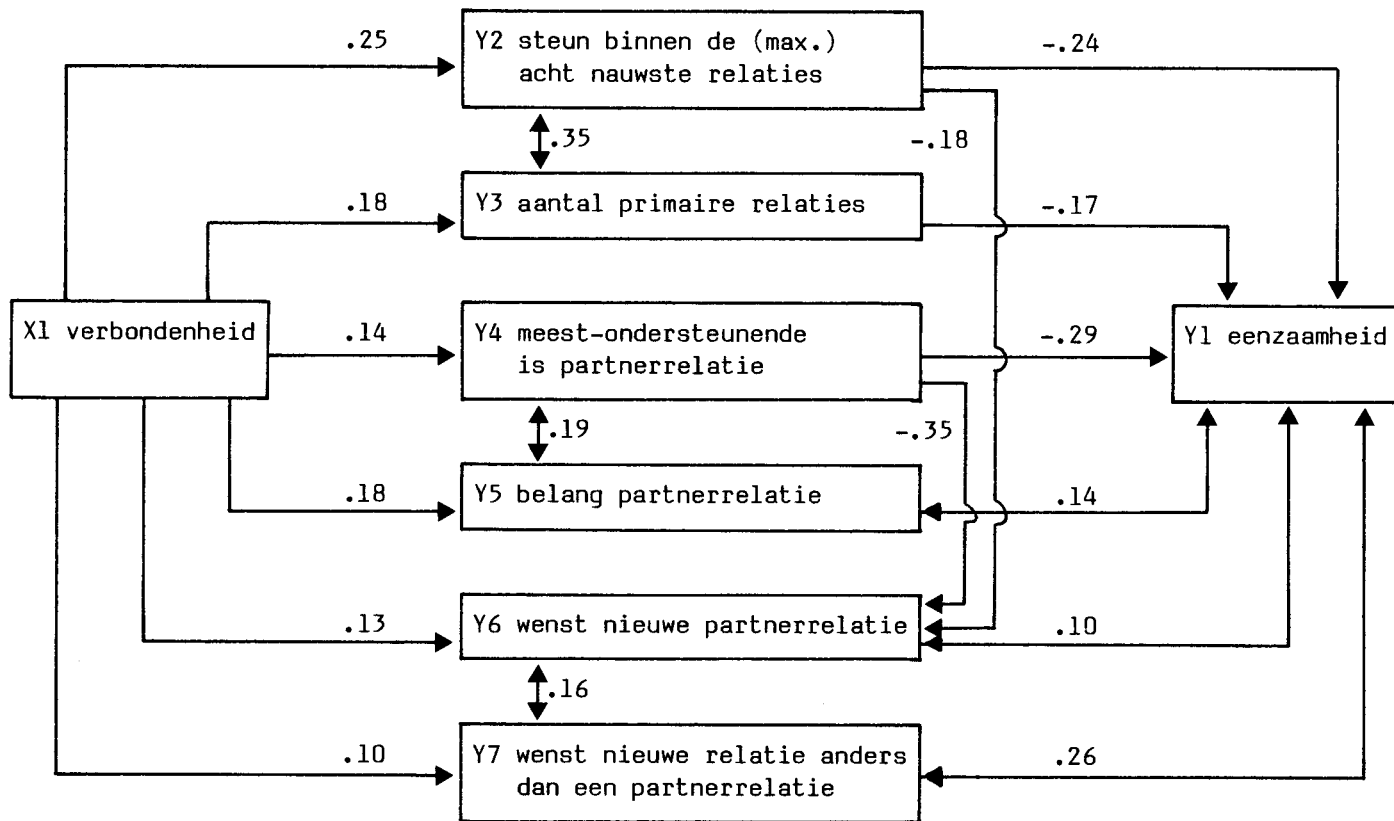 .25
Y2 steun binnen de (max.)
acht nauwste relaties
-.24
.35
-.18
.18
Y3 aantal primaire relaties
-.17
X1 verbondenheid
.14
Y4 meest-ondersteunende
is partnerrelatie
-.29
Y1 eenzaamheid
.19
-.35
.18
Y5 belang partnerrelatie
.14
.13
Y6 wenst nieuwe partnerrelatie
.10
.16
.10
Y7 wenst nieuwe relatie anders
dan een partnerrelatie
.26